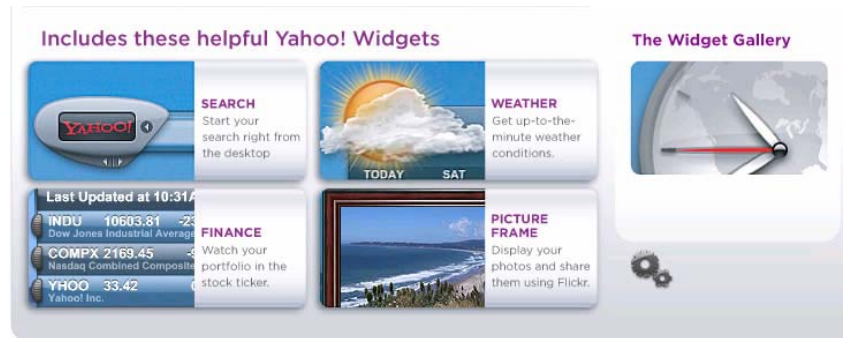 Includes these helpful Yahoo! Widgets
The Widget Gallery
YAHOO!
SEARCH
Start your
search right from
the desktop
TODAY SAT
WEATHER
Get up-to-the-
minute weather
conditions.
Last Updated at 10:31A
INDU 10603.81 -23
Dow Jones Industrial Average
COMPX 2169.45
Nasdaq Combined Composite
YHOO 33.42
Yahoo! Inc.
FINANCE
Watch your
portfolio in the
stock ticker.
PICTURE
FRAME
Display your
photos and share
them using Flickr.